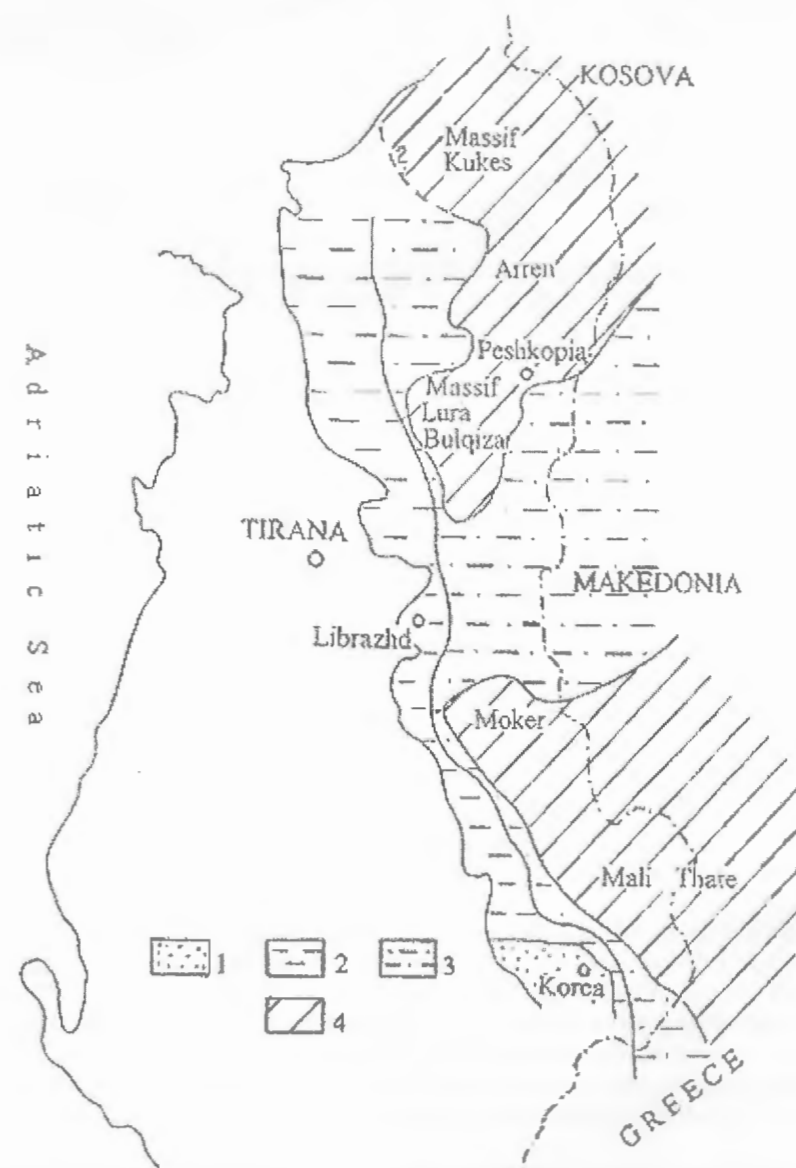 KOSOVA
Massif
Kukes
2
Arren
Peshkopia
Massif
Lura
Bulqiza
Adriatic Sea
TIRANA
MAKEDONIA
Librazhd
Moker
Mali Thate
1
2
3
Korca
4
GREECE